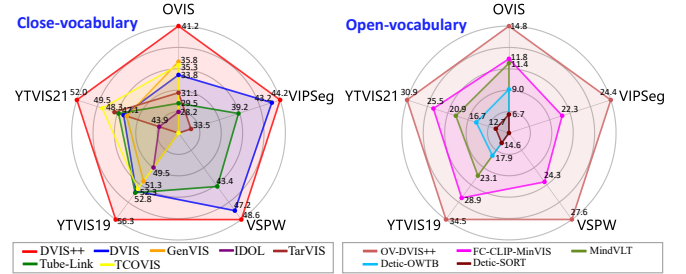 Close-vocabulary
OVIS
41.2
35.8
35.3
33.8
31.1
29.5
28.2
YTVIS21
52.0
49.5
48.3
47.1
43.9
VIPSeg
44.2
43.2
39.2
33.5
49.5
51.3
52.3
52.8
56.3
YTVIS19
43.4
47.2
48.6
VSPW
DVIS++ DVIS GenVIS IDOL TarVIS
Tube-Link TCOVIS
Open-vocabulary
OVIS
14.8
11.8
11.4
9.0
6.7
YTVIS21
30.9
25.5
20.9
16.7
12.7
VIPSeg
24.4
22.3
14.6
17.9
23.1
28.9
34.5
YTVIS19
24.3
27.6
VSPW
OV-DVIS++ FC-CLIP-MinVIS MindVLT
Detic-OWTB Detic-SORT